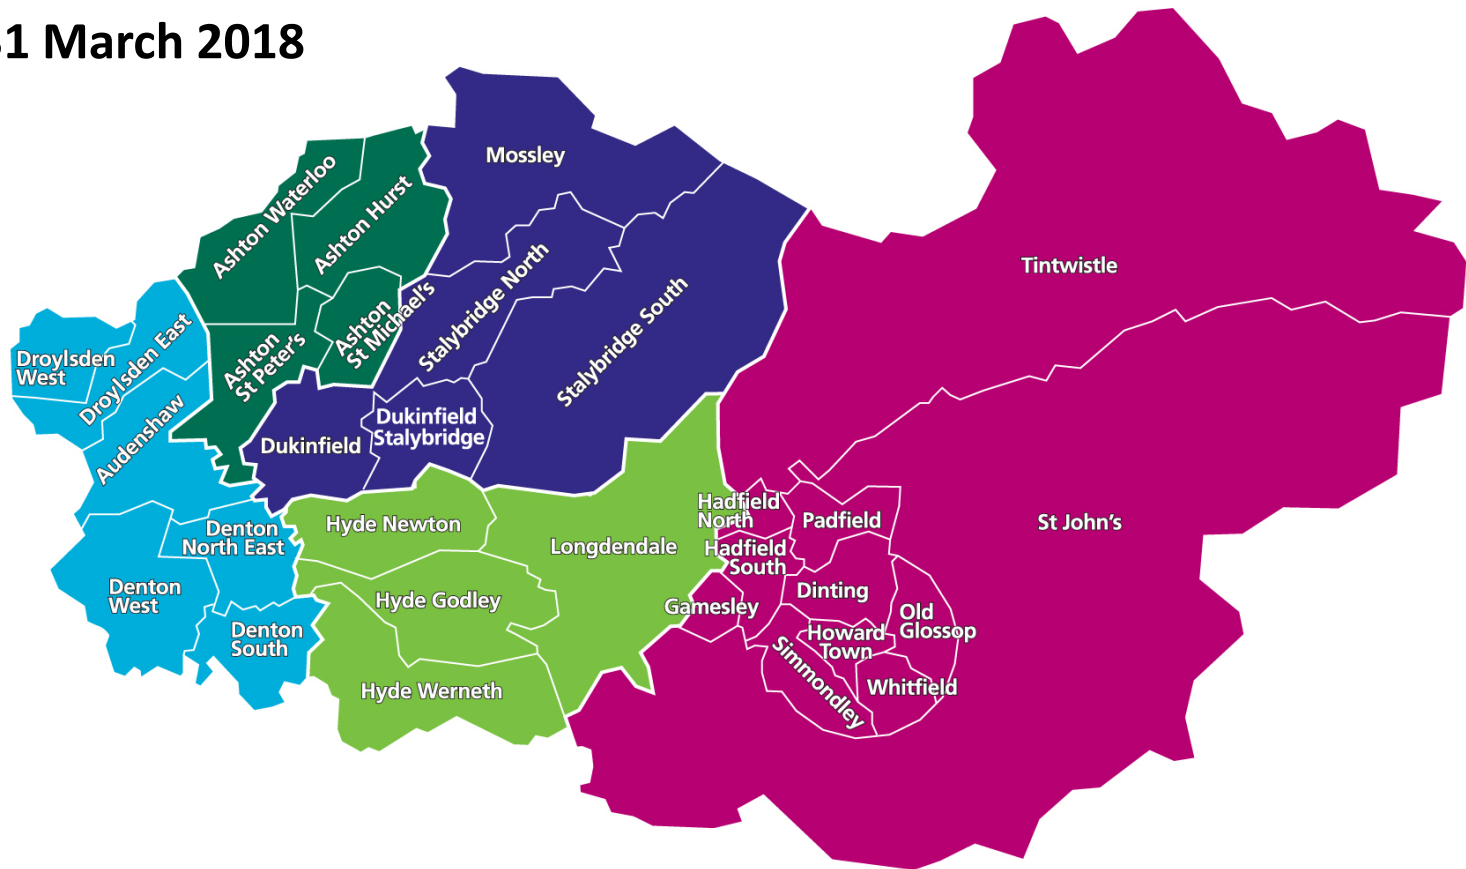 31 March 2018
Mossley
Ashton Waterloo
Ashton Hurst
Stalybridge North
Tintwistle
Ashton
St Michael's
Stalybridge South
Droylsden
West
Droylsden East
Ashton
St Peter's
Audenshaw
Dukinfield
Dukinfield
Stalybridge
Hyde Newton
Longdendale
Hadfield
North
Padfield
St John's
Denton
North East
Hadfield
South
Denton
West
Hyde Godley
Gamesley
Dinting
Old
Glossop
Denton
South
Howard
Town
Simmondley
Whitfield
Hyde Werneth